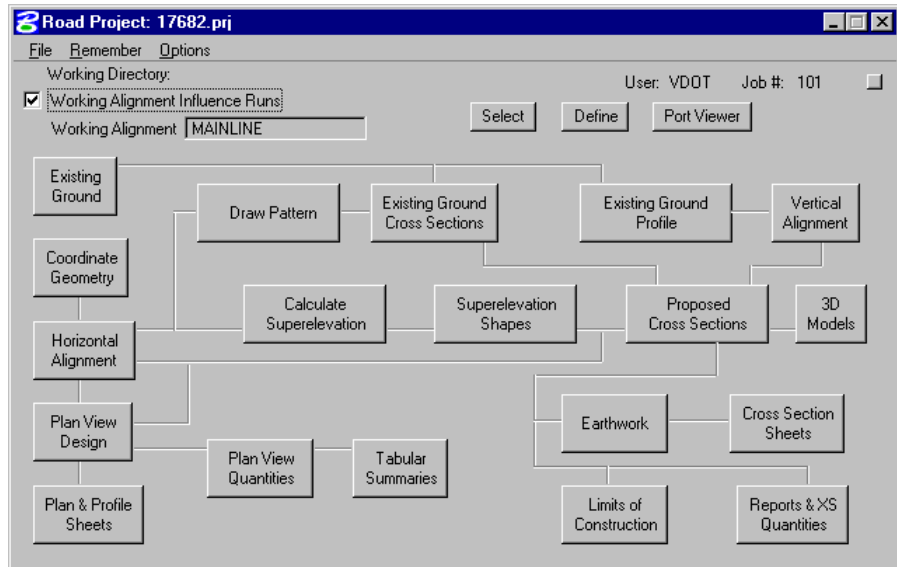 Road Project: 17682.prj
File Remember Options
Working Directory:
User: VDOT Job #: 101
Working Alignment Influence Runs
Working Alignment MAINLINE
Select Define Port Viewer
Existing
Ground
Draw Pattern
Existing Ground
Cross Sections
Existing Ground
Profile
Vertical
Alignment
Coordinate
Geometry
Calculate
Superelevation
Superelevation
Shapes
Proposed
Cross Sections
3D
Models
Horizontal
Alignment
Plan View
Design
Earthwork
Cross Section
Sheets
Plan View
Quantities
Tabular
Summaries
Plan & Profile
Sheets
Limits of
Construction
Reports & XS
Quantities